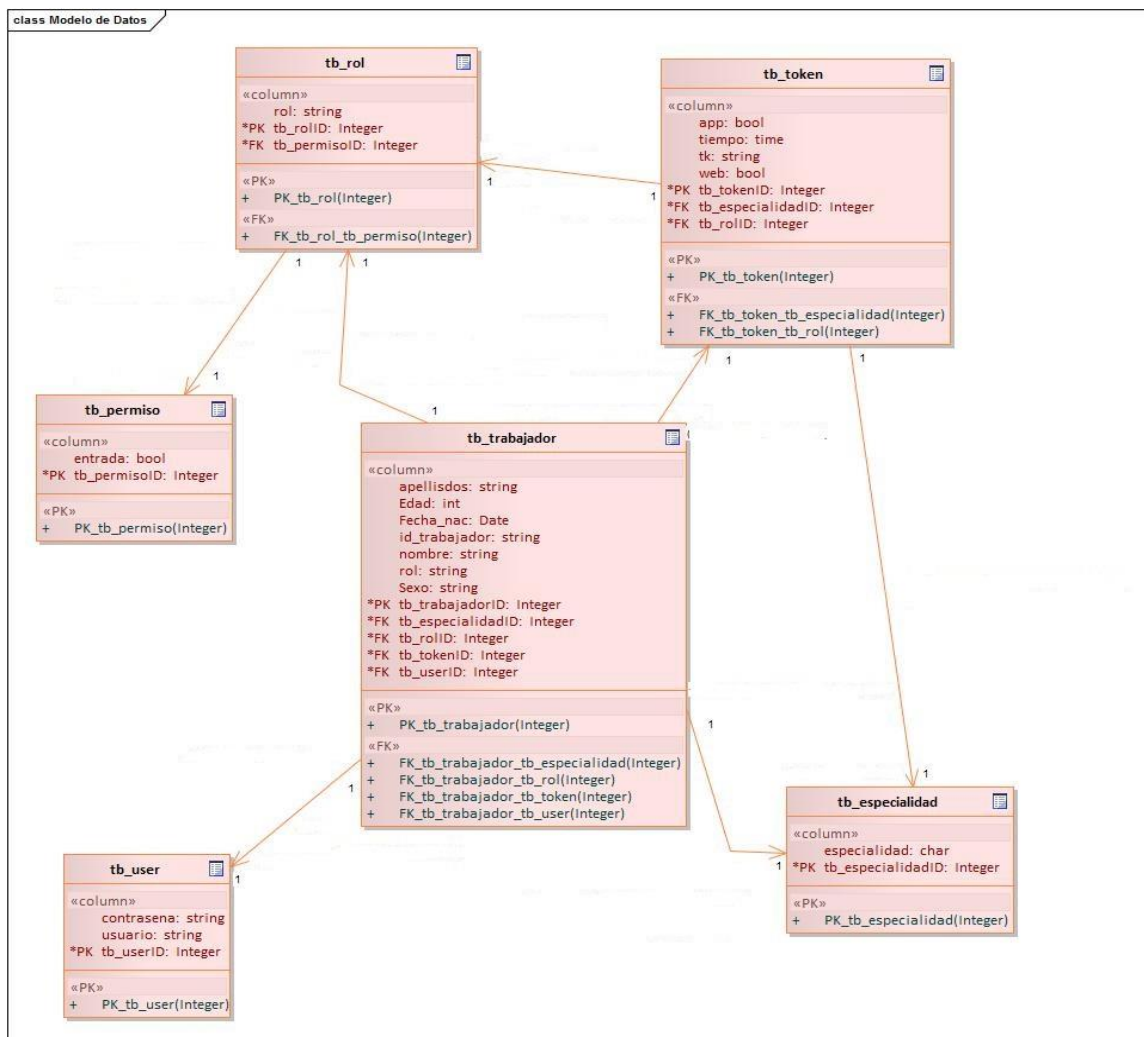 class Modelo de Datos
tb_rol
«column»
rol: string
*PK tb_rolID: Integer
*FK tb_permisoID: Integer
«PK»
+ PK_tb_rol(Integer)
«FK»
+ FK_tb_rol_tb_permiso(Integer)
tb_token
«column»
app: bool
tiempo: time
tk: string
web: bool
*PK tb_tokenID: Integer
*FK tb_especialidadID: Integer
*FK tb_rolID: Integer
«PK»
+ PK_tb_token(Integer)
«FK»
+ FK_tb_token_tb_especialidad(Integer)
+ FK_tb_token_tb_rol(Integer)
1
1
1
1
1
1
1
1
tb_permiso
«column»
entrada: bool
*PK tb_permisoID: Integer
«PK»
+ PK_tb_permiso(Integer)
tb_trabajador
«column»
apellisdos: string
Edad: int
Fecha_nac: Date
id_trabajador: string
nombre: string
rol: string
Sexo: string
*PK tb_trabajadorID: Integer
*FK tb_especialidadID: Integer
*FK tb_rolID: Integer
*FK tb_tokenID: Integer
*FK tb_userID: Integer
«PK»
+ PK_tb_trabajador(Integer)
«FK»
+ FK_tb_trabajador_tb_especialidad(Integer)
+ FK_tb_trabajador_tb_rol(Integer)
+ FK_tb_trabajador_tb_token(Integer)
+ FK_tb_trabajador_tb_user(Integer)
1
1
1
1
1
tb_user
«column»
contrasena: string
usuario: string
*PK tb_userID: Integer
«PK»
+ PK_tb_user(Integer)
tb_especialidad
«column»
especialidad: char
*PK tb_especialidadID: Integer
«PK»
+ PK_tb_especialidad(Integer)